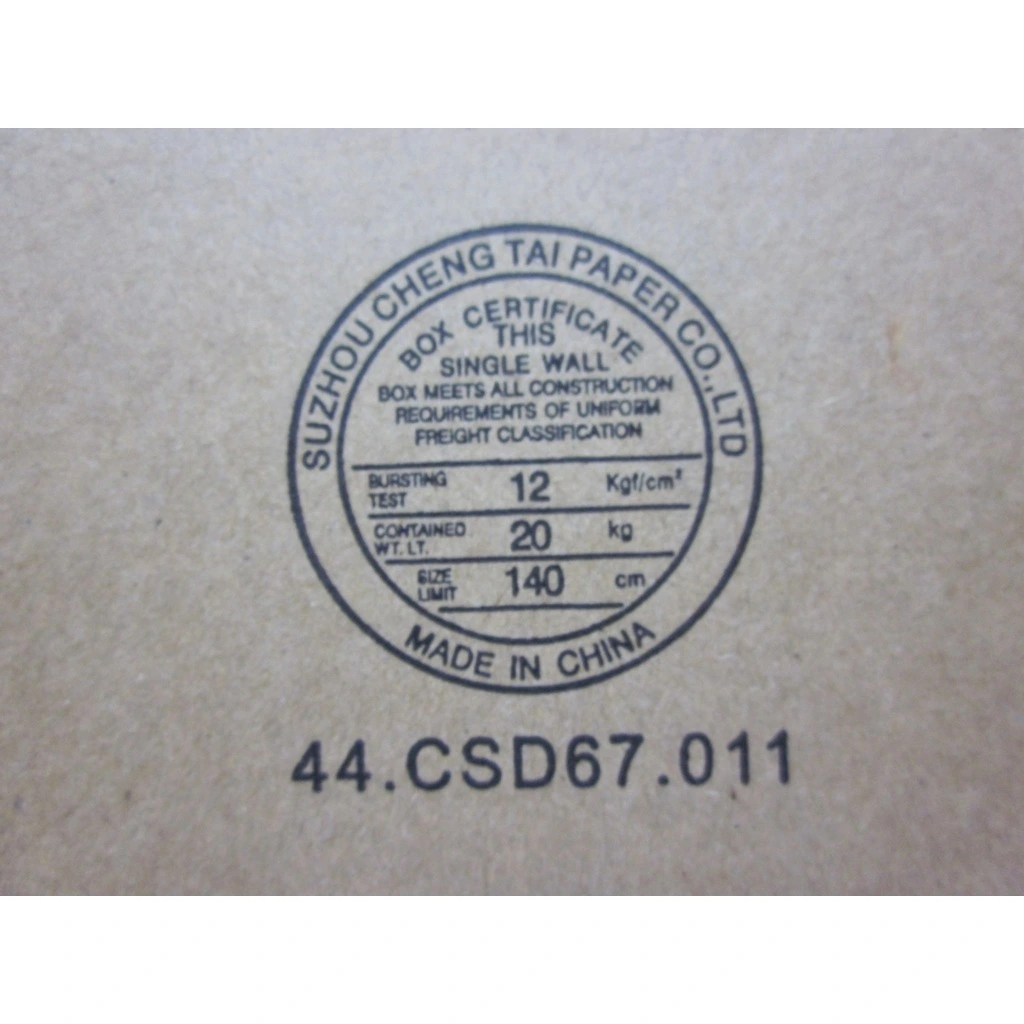 SUZHOU CHENG TAI PAPER CO.,LTD
BOX CERTIFICATE
THIS
SINGLE WALL
BOX MEETS ALL CONSTRUCTION
REQUIREMENTS OF UNIFORM
FREIGHT CLASSIFICATION
BURSTING TEST 12 Kgf/cm²
CONTAINED WT. LT. 20 kg
SIZE LIMIT 140 cm
MADE IN CHINA
44.CSD67.011